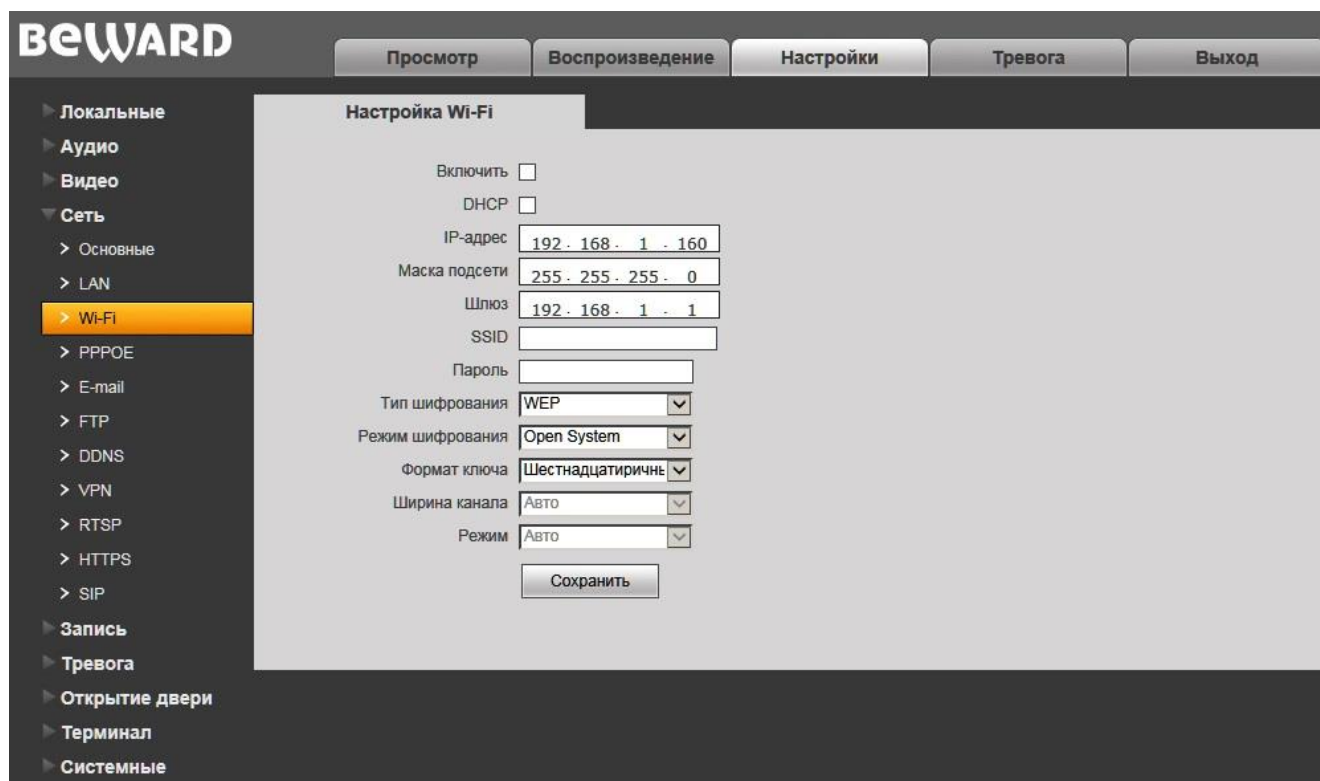 BEWARD
Просмотр Воспроизведение Настройки Тревога Выход
Локальные
Аудио
Видео
Сеть
> Основные
> LAN
> Wi-Fi
> PPPOE
> E-mail
> FTP
> DDNS
> VPN
> RTSP
> HTTPS
> SIP
Запись
Тревога
Открытие двери
Терминал
Системные
Настройка Wi-Fi
Включить
DHCP
IP-адрес 192 . 168 . 1 . 160
Маска подсети 255 . 255 . 255 . 0
Шлюз 192 . 168 . 1 . 1
SSID
Пароль
Тип шифрования WEP
Режим шифрования Open System
Формат ключа Шестнадцатиричнь
Ширина канала Авто
Режим Авто
Сохранить